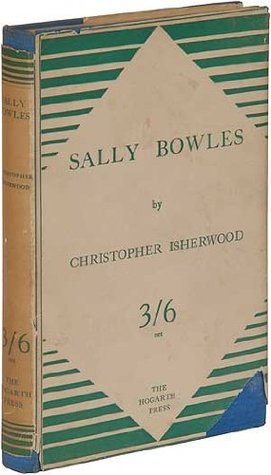 SALLY
BOWLES
CHRISTOPHER
ISHERWOOD
3/6
net
THE
HOGARTH
PRESS
SALLY BOWLES
by
CHRISTOPHER ISHERWOOD
3/6
net
THE
HOGARTH
PRESS